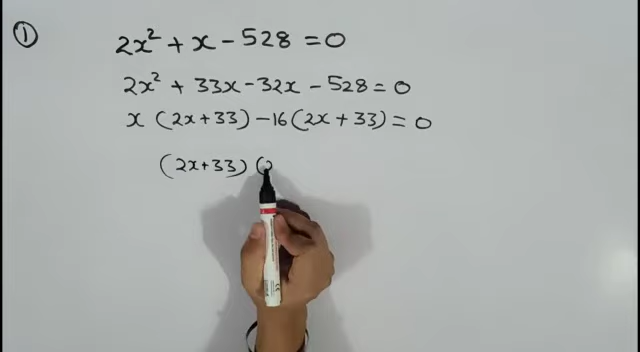 ① 2x² + x - 528 = 0
2x² + 33x - 32x - 528 = 0
x (2x + 33) - 16 (2x + 33) = 0
(2x + 33) (